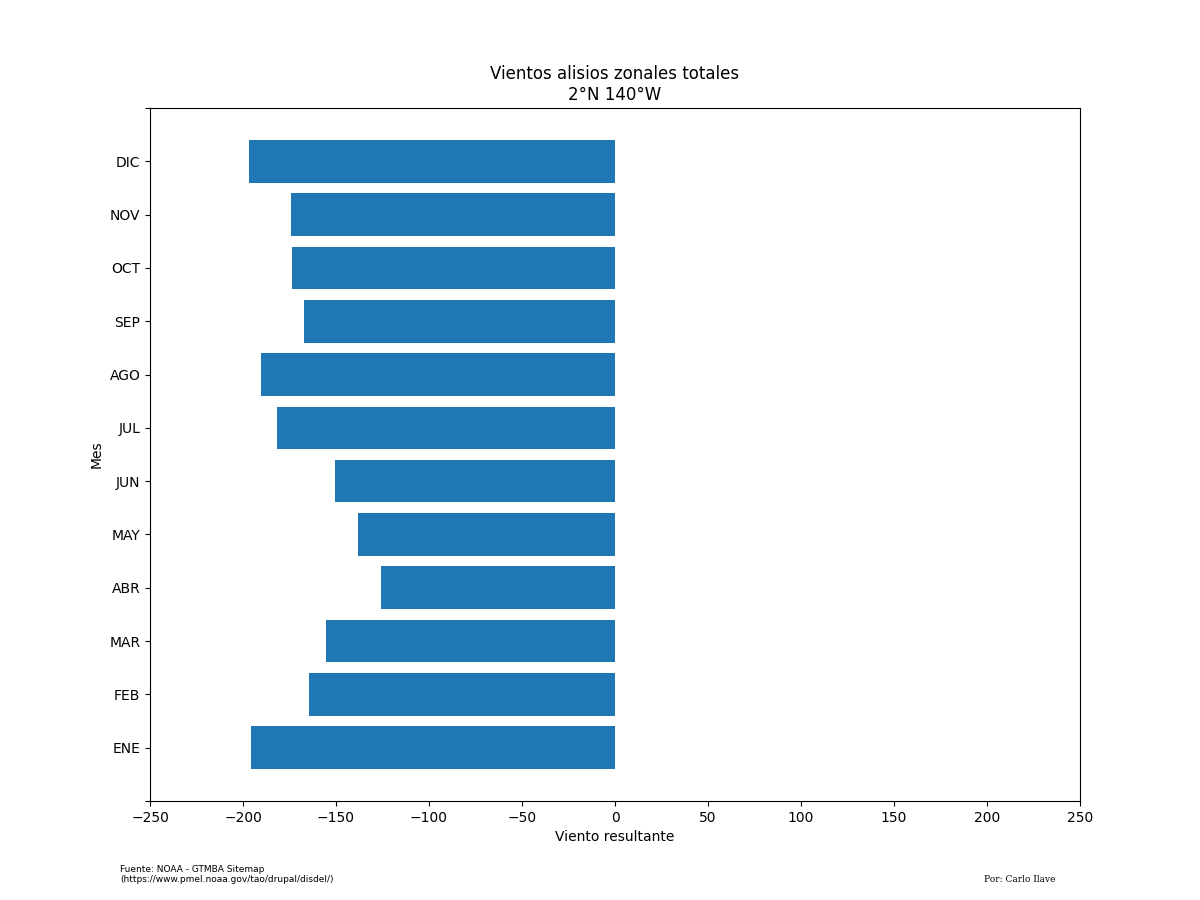 Vientos alisios zonales totales
2°N 140°W
DIC
NOV
OCT
SEP
AGO
JUL
JUN
MAY
ABR
MAR
FEB
ENE
Mes
−250 −200 −150 −100 −50 0 50 100 150 200 250
Viento resultante
Fuente: NOAA - GTMBA Sitemap
(https://www.pmel.noaa.gov/tao/drupal/disdel/)
Por: Carlo Ilave